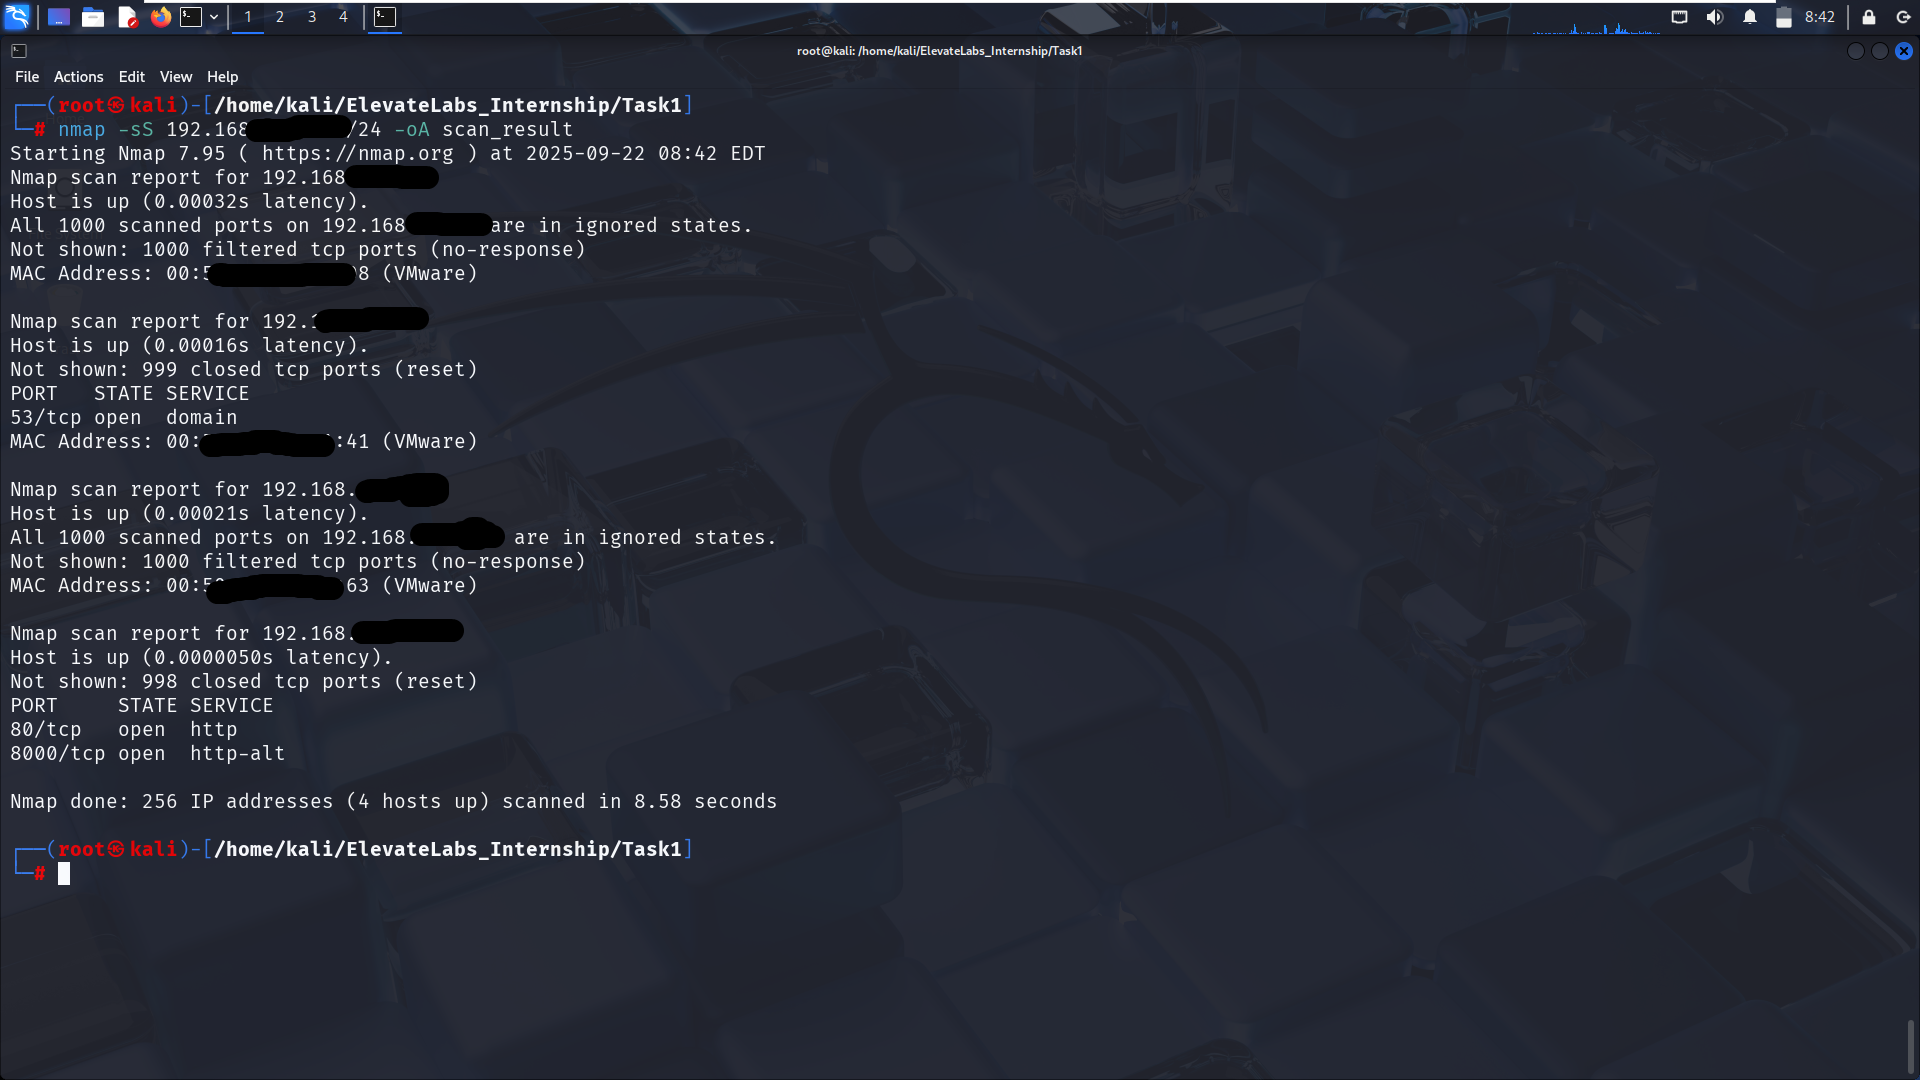 1 2 3 4
8:42
root@kali: /home/kali/ElevateLabs_Internship/Task1
File Actions Edit View Help
┌──(root㉿kali)-[/home/kali/ElevateLabs_Internship/Task1]
└─# nmap -sS 192.168 /24 -oA scan_result
Starting Nmap 7.95 ( https://nmap.org ) at 2025-09-22 08:42 EDT
Nmap scan report for 192.168
Host is up (0.00032s latency).
All 1000 scanned ports on 192.168 are in ignored states.
Not shown: 1000 filtered tcp ports (no-response)
MAC Address: 00:5 8 (VMware)
Nmap scan report for 192.1
Host is up (0.00016s latency).
Not shown: 999 closed tcp ports (reset)
PORT STATE SERVICE
53/tcp open domain
MAC Address: 00: :41 (VMware)
Nmap scan report for 192.168.
Host is up (0.00021s latency).
All 1000 scanned ports on 192.168. are in ignored states.
Not shown: 1000 filtered tcp ports (no-response)
MAC Address: 00:5 63 (VMware)
Nmap scan report for 192.168.
Host is up (0.0000050s latency).
Not shown: 998 closed tcp ports (reset)
PORT STATE SERVICE
80/tcp open http
8000/tcp open http-alt
Nmap done: 256 IP addresses (4 hosts up) scanned in 8.58 seconds
┌──(root㉿kali)-[/home/kali/ElevateLabs_Internship/Task1]
└─#